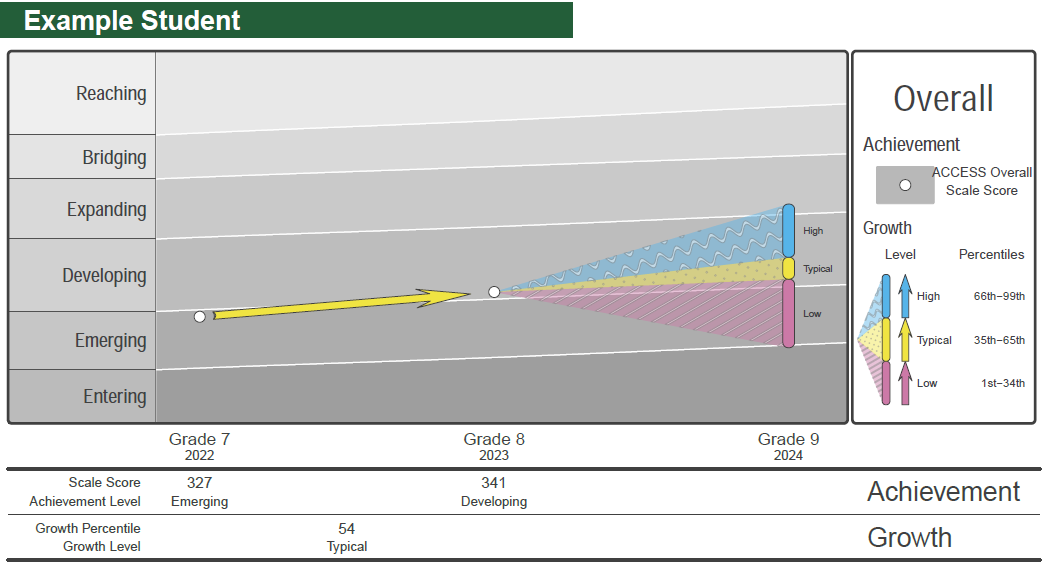 Example Student
Reaching
Bridging
Expanding
Developing
Emerging
Entering
High
Typical
Low
Overall
Achievement
ACCESS Overall
Scale Score
Growth
Level Percentiles
High 66th–99th
Typical 35th–65th
Low 1st–34th
Grade 7 Grade 8 Grade 9
2022 2023 2024
Scale Score 327 341
Achievement Level Emerging Developing
Achievement
Growth Percentile 54
Growth Level Typical
Growth